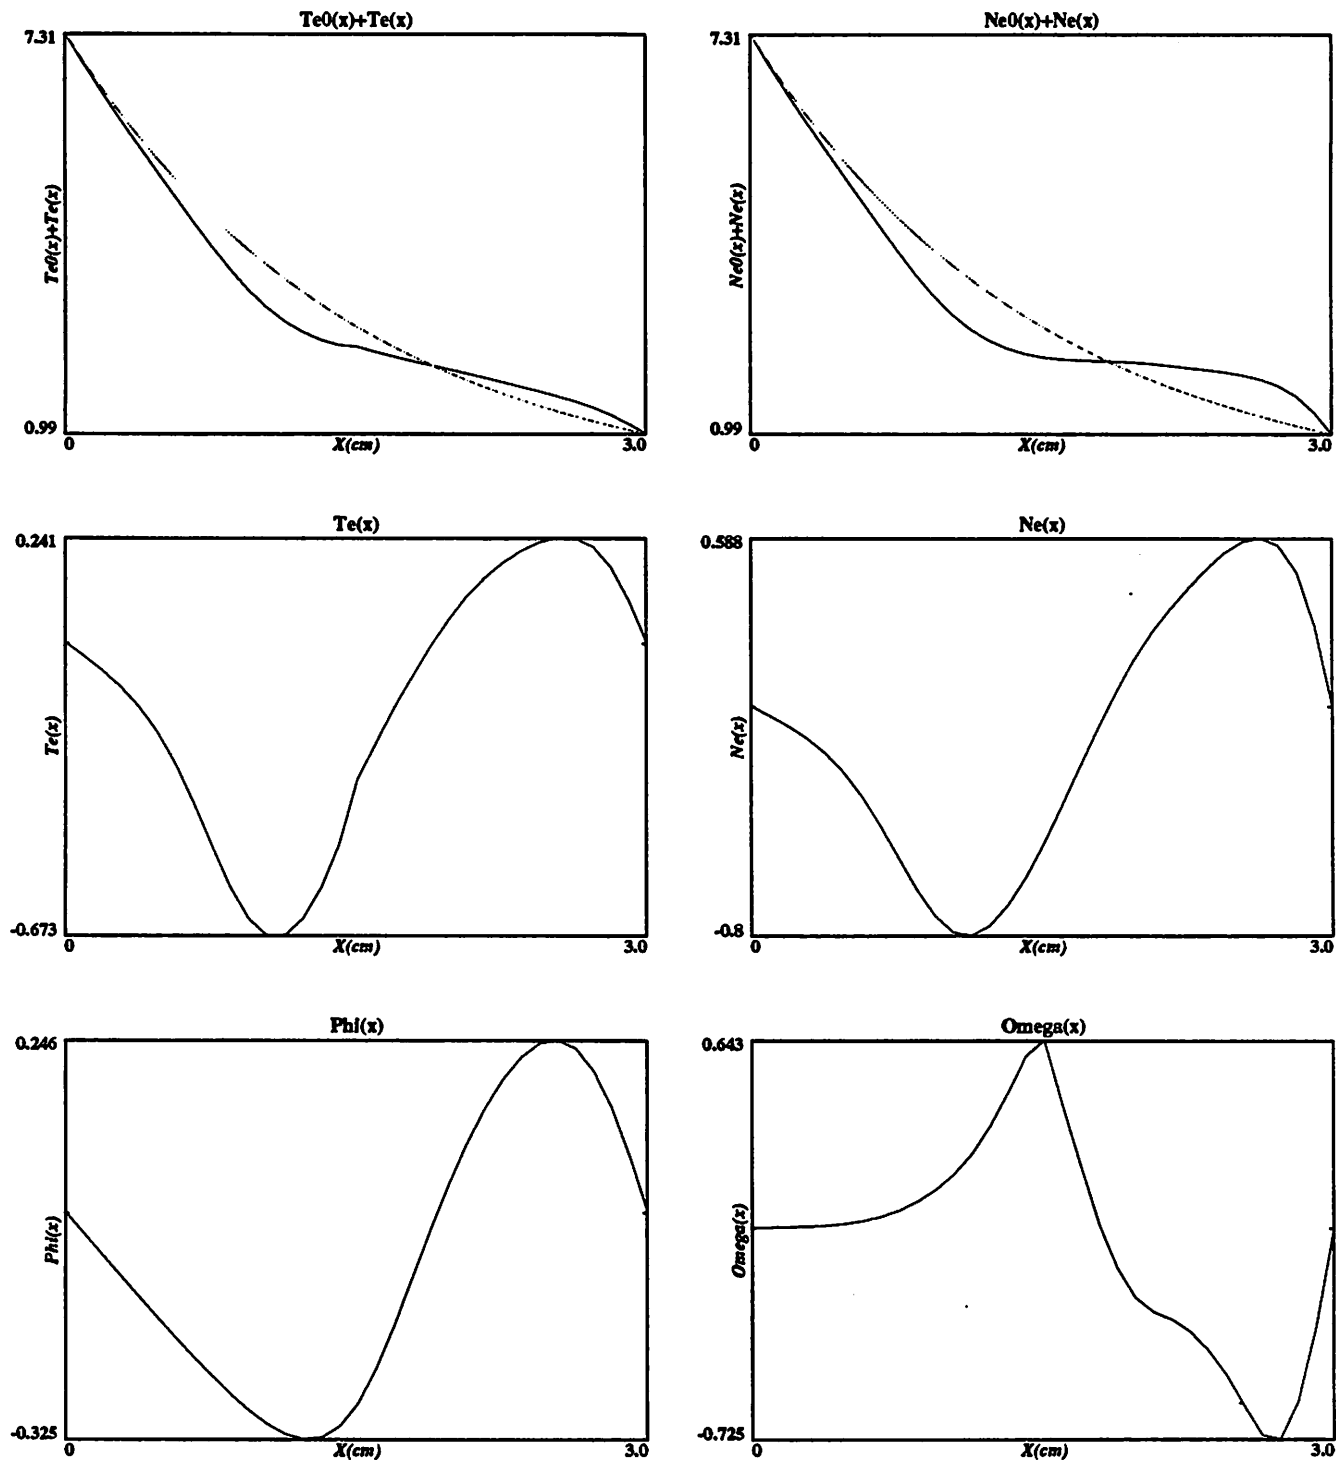 Te0(x)+Te(x)
7.31
Te0(x)+Te(x)
0.99
0
X(cm)
3.0
Ne0(x)+Ne(x)
7.31
Ne0(x)+Ne(x)
0.99
0
X(cm)
3.0
Te(x)
0.241
Te(x)
-0.673
0
X(cm)
3.0
Ne(x)
0.588
Ne(x)
-0.8
0
X(cm)
3.0
Phi(x)
0.246
Phi(x)
-0.325
0
X(cm)
3.0
Omega(x)
0.643
Omega(x)
-0.725
0
X(cm)
3.0